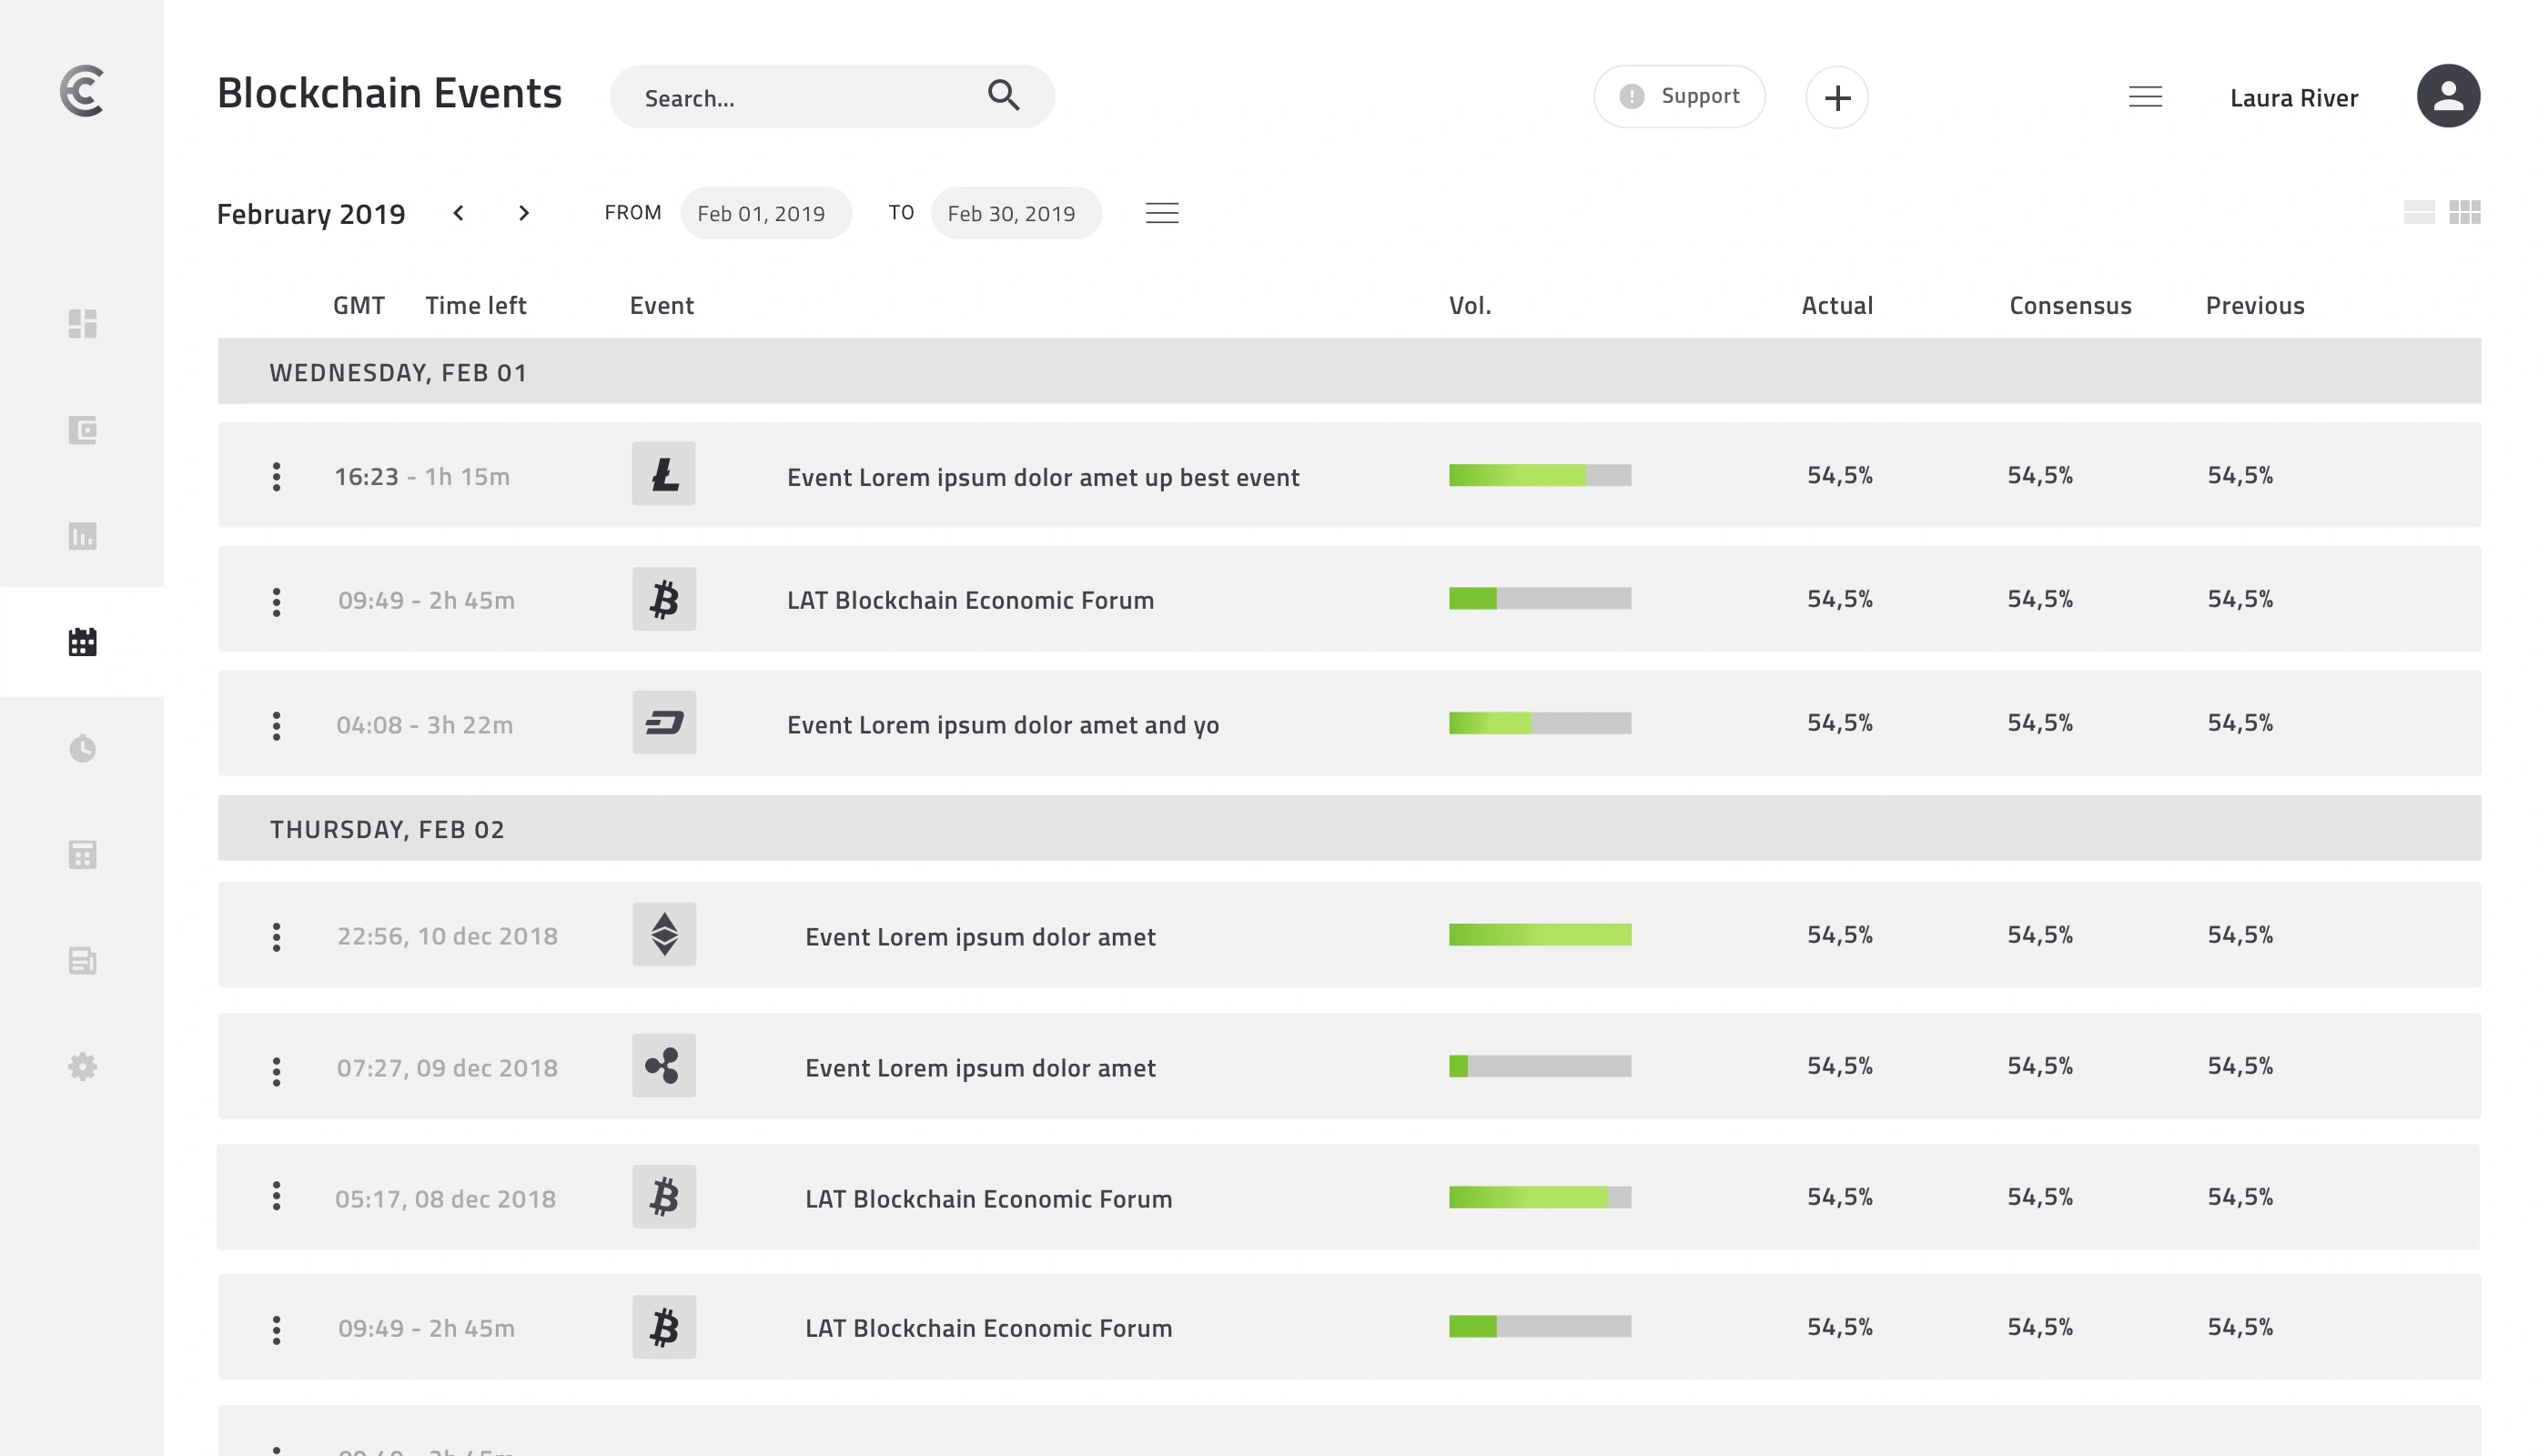 Blockchain Events
Search...
Support
Laura River
February 2019
FROM
Feb 01, 2019
TO
Feb 30, 2019
GMT Time left Event Vol. Actual Consensus Previous
WEDNESDAY, FEB 01
16:23 - 1h 15m Event Lorem ipsum dolor amet up best event 54,5% 54,5% 54,5%
09:49 - 2h 45m LAT Blockchain Economic Forum 54,5% 54,5% 54,5%
04:08 - 3h 22m Event Lorem ipsum dolor amet and yo 54,5% 54,5% 54,5%
THURSDAY, FEB 02
22:56, 10 dec 2018 Event Lorem ipsum dolor amet 54,5% 54,5% 54,5%
07:27, 09 dec 2018 Event Lorem ipsum dolor amet 54,5% 54,5% 54,5%
05:17, 08 dec 2018 LAT Blockchain Economic Forum 54,5% 54,5% 54,5%
09:49 - 2h 45m LAT Blockchain Economic Forum 54,5% 54,5% 54,5%